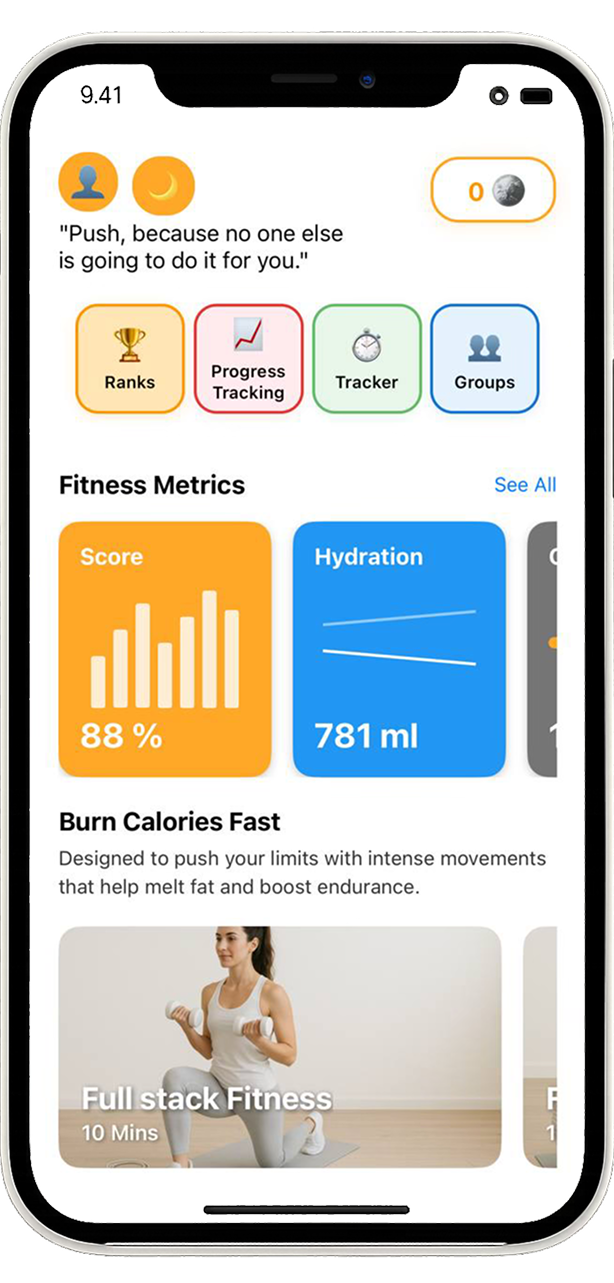 9.41
0
"Push, because no one else
is going to do it for you."
Ranks
Progress
Tracking
Tracker
Groups
Fitness Metrics
See All
Score
Hydration
88 %
781 ml
Burn Calories Fast
Designed to push your limits with intense movements
that help melt fat and boost endurance.
Full stack Fitness
10 Mins